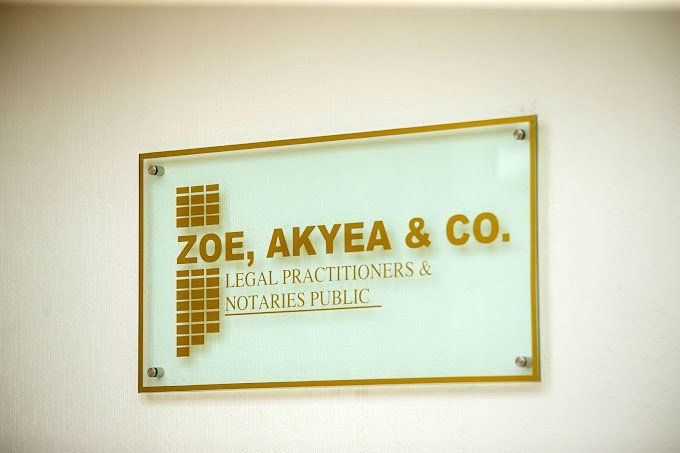 ZOE, AKYEA & CO.
LEGAL PRACTITIONERS &
NOTARIES PUBLIC